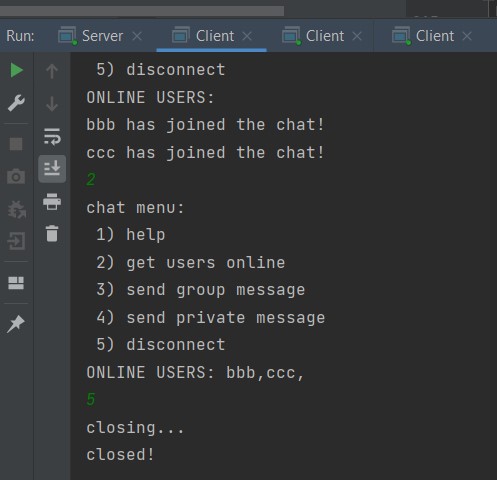 Run: Server Client Client Client
5) disconnect
ONLINE USERS:
bbb has joined the chat!
ccc has joined the chat!
2
chat menu:
1) help
2) get users online
3) send group message
4) send private message
5) disconnect
ONLINE USERS: bbb,ccc,
5
closing...
closed!